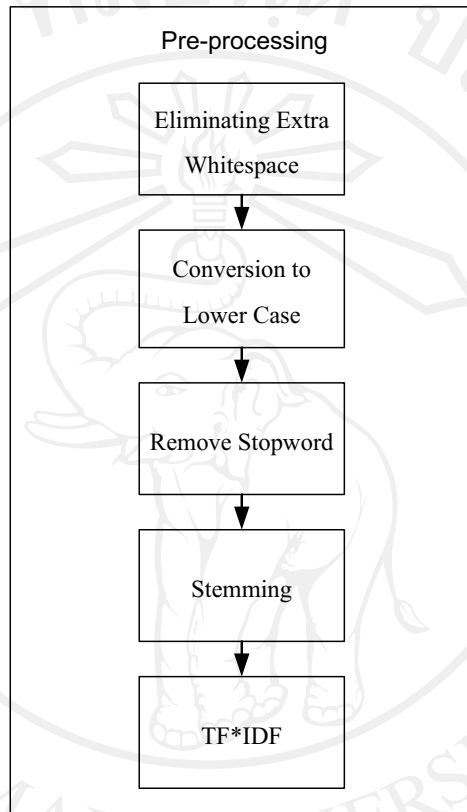 Pre-processing
Eliminating Extra
Whitespace
Conversion to
Lower Case
Remove Stopword
Stemming
TF*IDF